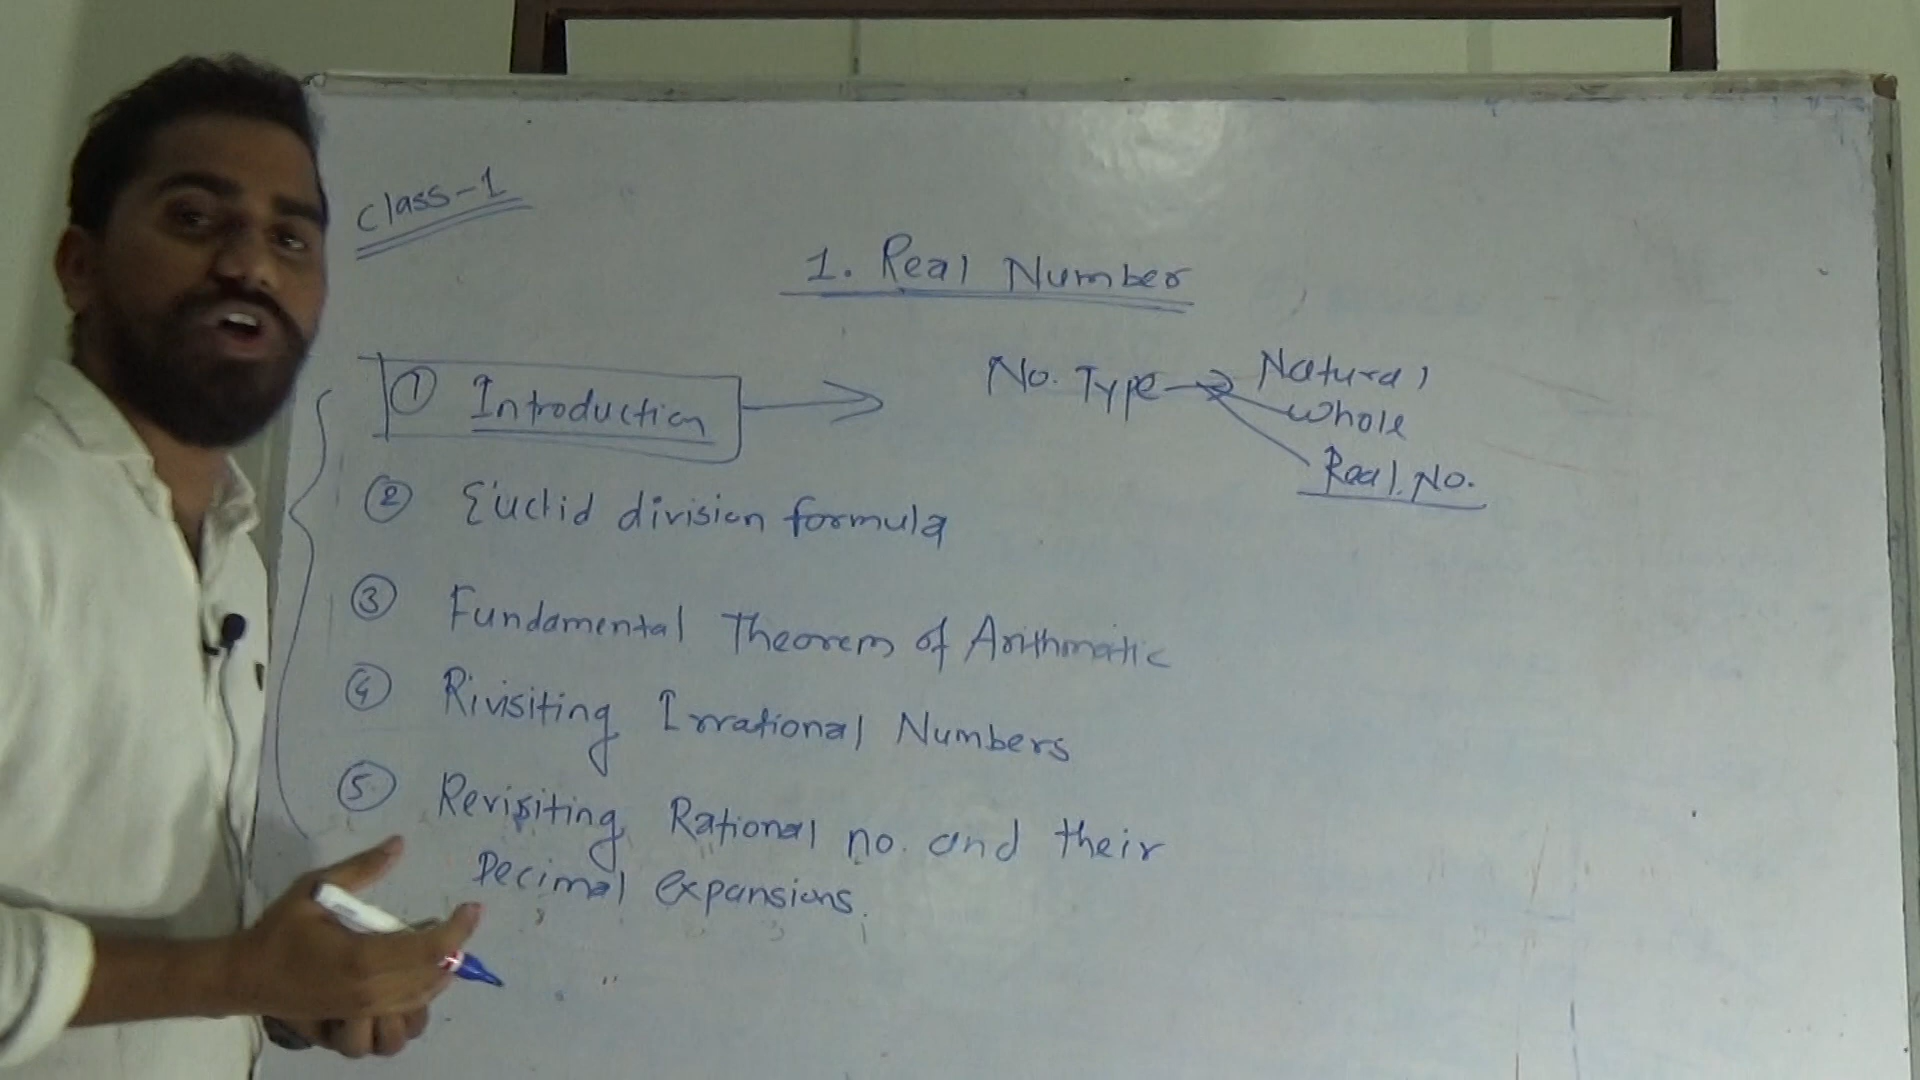 Class-1
1. Real Number
① Introduction
No. Type
Natural
Whole
Real. No.
② Euclid division formula
③ Fundamental Theorem of Arithmatic
④ Rivisiting Irrational Numbers
⑤ Revisiting Rational no. and their
Decimal expansions.